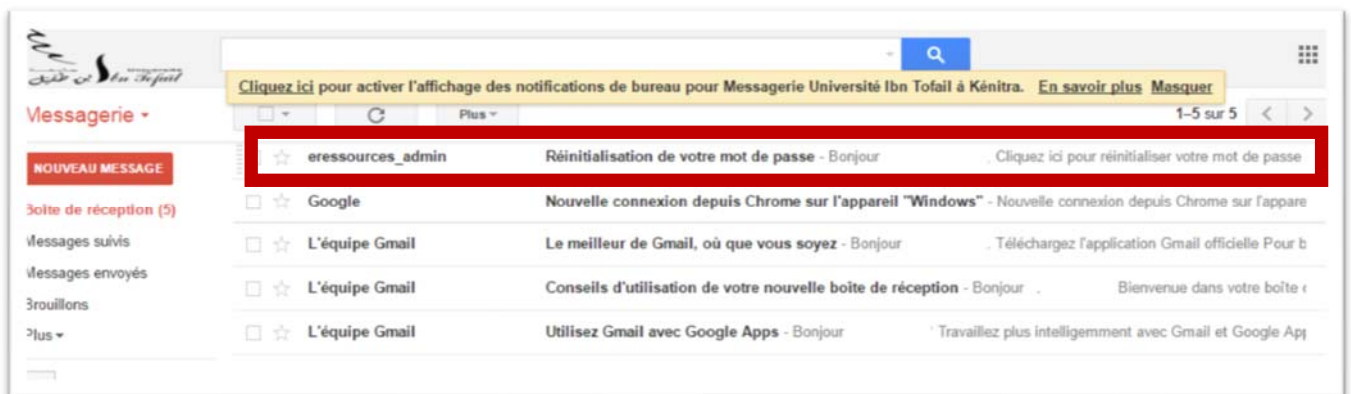 Ibn Tofail
Cliquez ici pour activer l'affichage des notifications de bureau pour Messagerie Université Ibn Tofail à Kénitra. En savoir plus Masquer
Messagerie
Plus
1–5 sur 5
NOUVEAU MESSAGE
Boîte de réception (5)
Messages suivis
Messages envoyés
Brouillons
Plus
eressources_admin Réinitialisation de votre mot de passe - Bonjour . Cliquez ici pour réinitialiser votre mot de passe
Google Nouvelle connexion depuis Chrome sur l'appareil "Windows" - Nouvelle connexion depuis Chrome sur l'appare
L'équipe Gmail Le meilleur de Gmail, où que vous soyez - Bonjour . Téléchargez l'application Gmail officielle Pour b
L'équipe Gmail Conseils d'utilisation de votre nouvelle boîte de réception - Bonjour . Bienvenue dans votre boîte
L'équipe Gmail Utilisez Gmail avec Google Apps - Bonjour Travaillez plus intelligemment avec Gmail et Google App